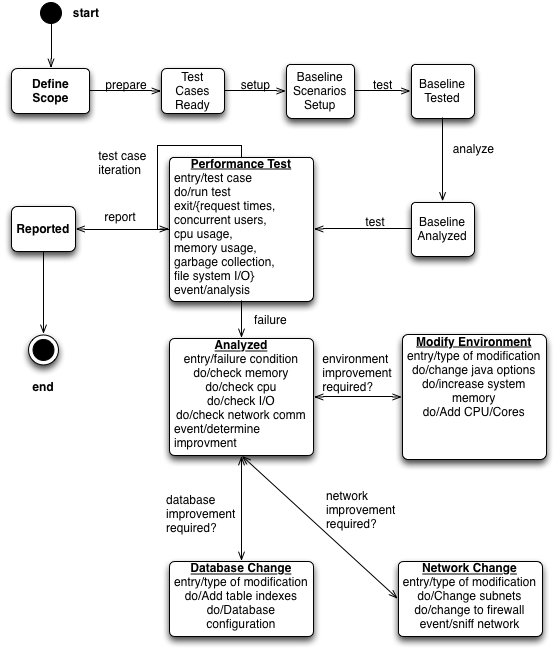 start
Define
Scope
prepare
Test
Cases
Ready
setup
Baseline
Scenarios
Setup
test
Baseline
Tested
analyze
test case
iteration
Performance Test
entry/test case
do/run test
exit/{request times,
concurrent users,
cpu usage,
memory usage,
garbage collection,
file system I/O}
event/analysis
Reported
report
test
Baseline
Analyzed
end
failure
Analyzed
entry/failure condition
do/check memory
do/check cpu
do/check I/O
do/check network comm
event/determine
improvment
environment
improvement
required?
Modify Environment
entry/type of modification
do/change java options
do/increase system
memory
do/Add CPU/Cores
database
improvement
required?
network
improvement
required?
Database Change
entry/type of modification
do/Add table indexes
do/Database
configuration
Network Change
entry/type of modification
do/Change subnets
do/change to firewall
event/sniff network